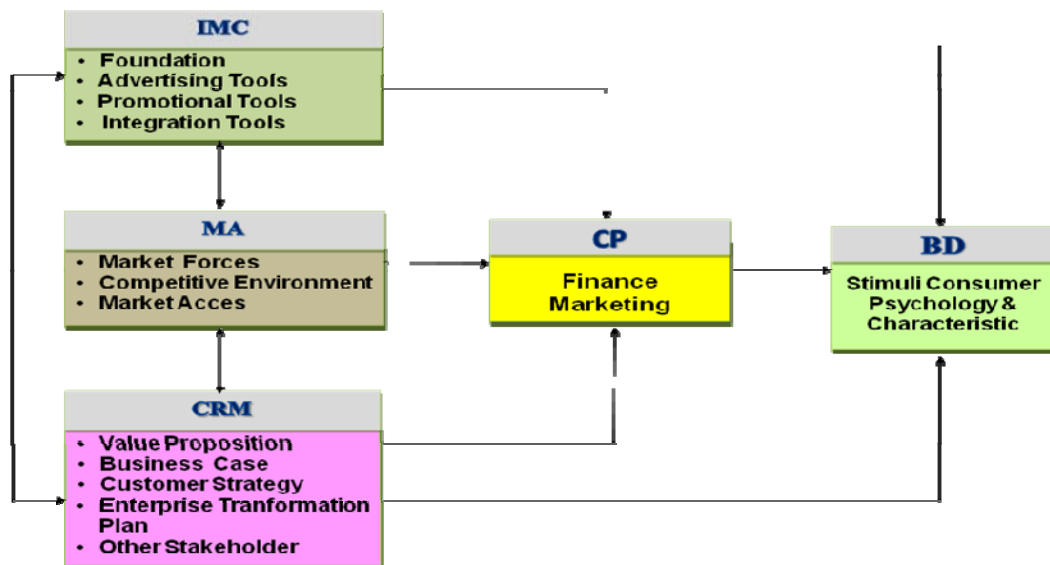 IMC
• Foundation
• Advertising Tools
• Promotional Tools
• Integration Tools
MA
• Market Forces
• Competitive Environment
• Market Acces
CP
Finance
Marketing
BD
Stimuli Consumer
Psychology &
Characteristic
CRM
• Value Proposition
• Business Case
• Customer Strategy
• Enterprise Tranformation
Plan
• Other Stakeholder